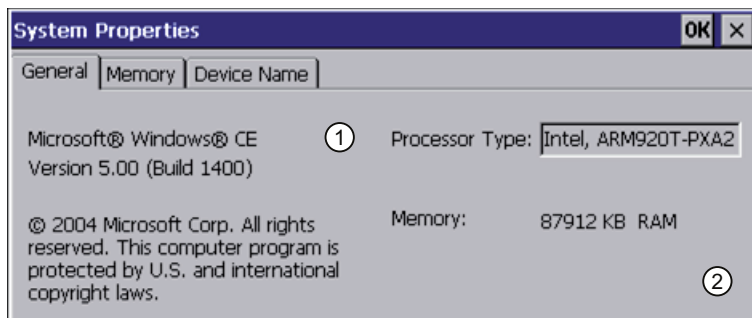 System Properties
OK ×
General Memory Device Name
Microsoft® Windows® CE
Version 5.00 (Build 1400)
① Processor Type: Intel, ARM920T-PXA2
© 2004 Microsoft Corp. All rights
reserved. This computer program is
protected by U.S. and international
copyright laws.
Memory: 87912 KB RAM
②